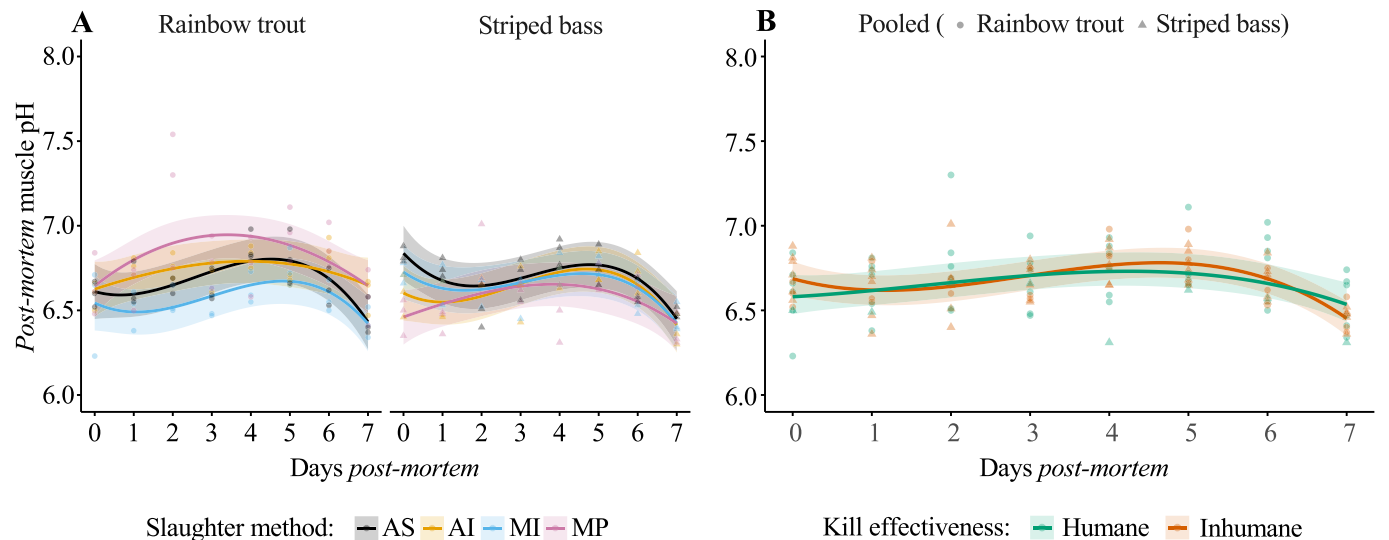 A Rainbow trout Striped bass
8.0
7.5
7.0
6.5
6.0
Post-mortem muscle pH
0 1 2 3 4 5 6 7 0 1 2 3 4 5 6 7
Days post-mortem
Slaughter method: AS AI MI MP
B Pooled ( Rainbow trout Striped bass)
8.0
7.5
7.0
6.5
6.0
0 1 2 3 4 5 6 7
Days post-mortem
Kill effectiveness: Humane Inhumane